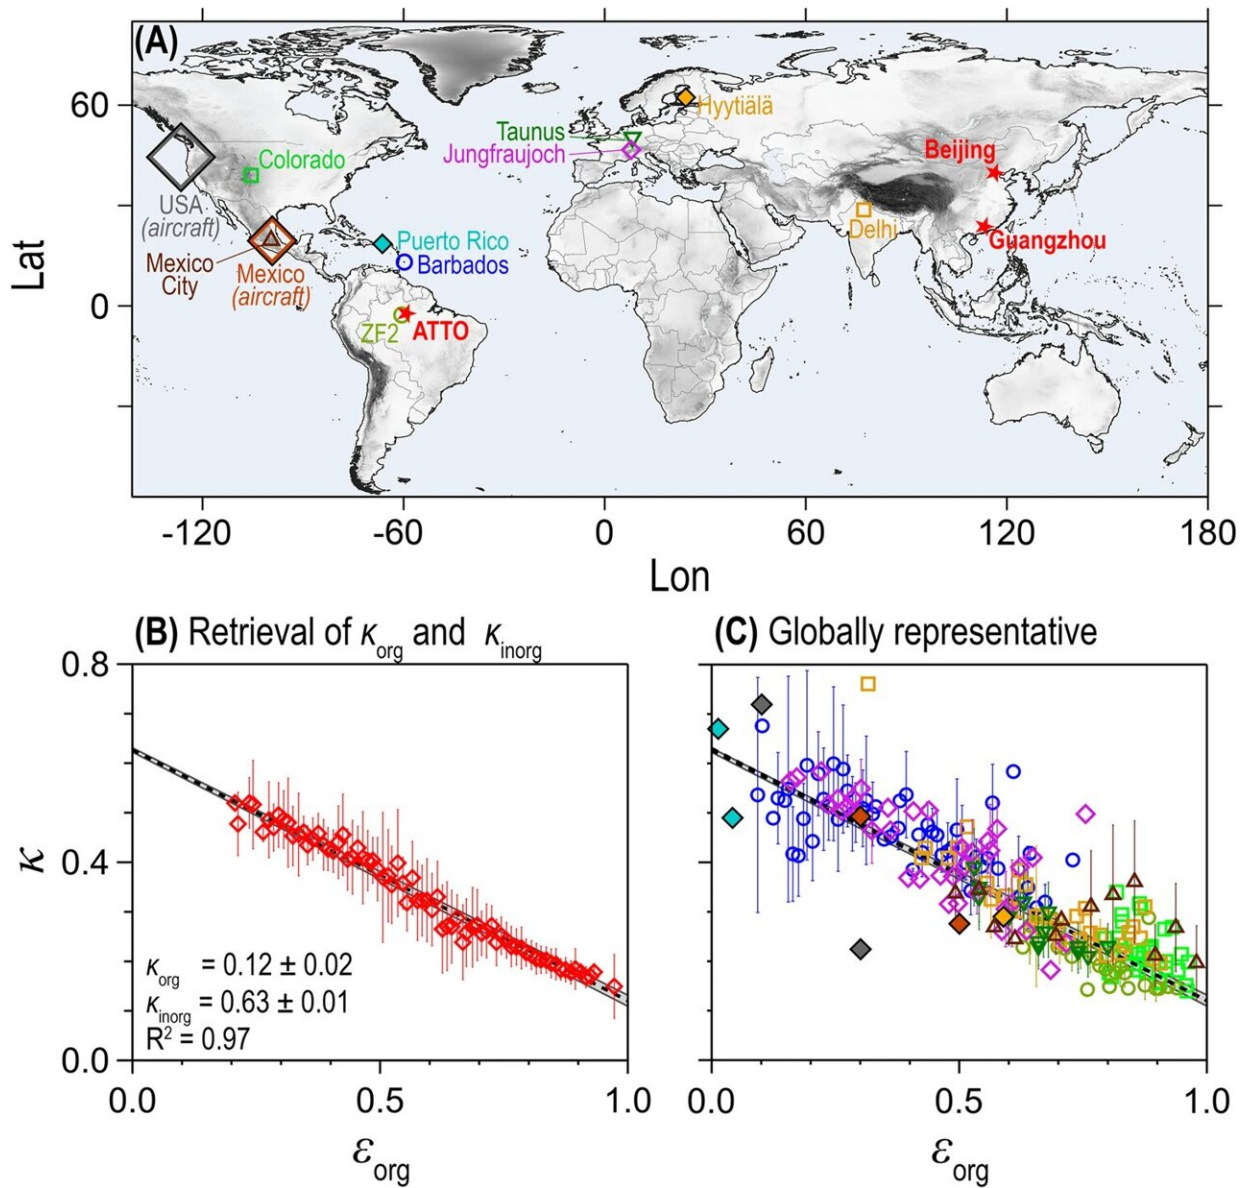 (A)
60
0
Lat
Hyytiälä
Taunus
Jungfraujoch
Beijing
Colorado
USA
(aircraft)
Delhi
Guangzhou
Puerto Rico
Barbados
Mexico
City
Mexico
(aircraft)
ZF2
ATTO
-120
-60
0
60
120
180
Lon
(B) Retrieval of κorg and κinorg
(C) Globally representative
0.8
0.4
0.0
κ
κorg = 0.12 ± 0.02
κinorg = 0.63 ± 0.01
R² = 0.97
0.0
0.5
1.0
0.0
0.5
1.0
εorg
εorg